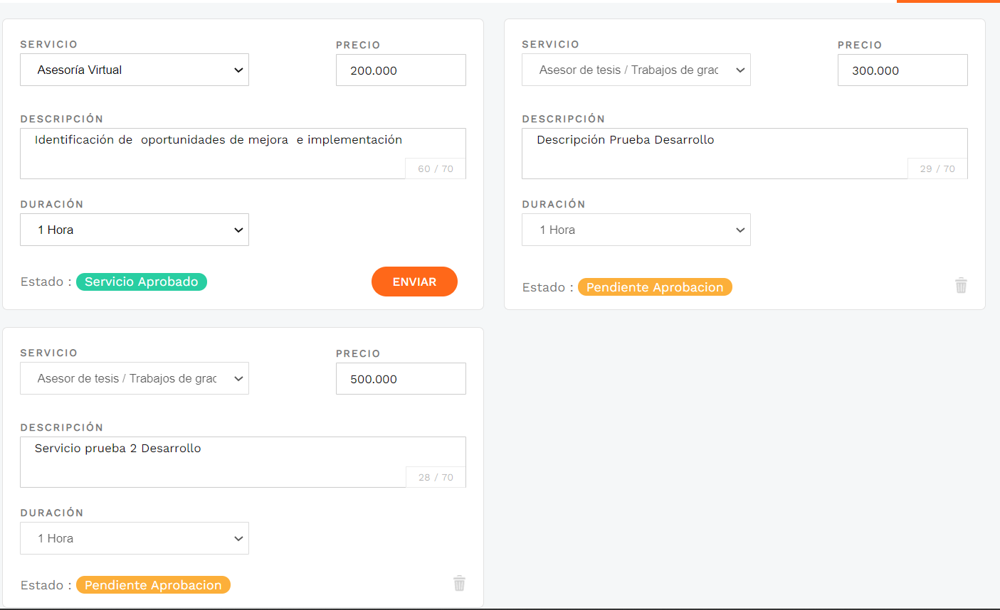 SERVICIO
PRECIO
Asesoría Virtual
200.000
DESCRIPCIÓN
Identificación de  oportunidades de mejora  e implementación
60 / 70
DURACIÓN
1 Hora
Estado : Servicio Aprobado
ENVIAR
SERVICIO
PRECIO
Asesor de tesis / Trabajos de grac
300.000
DESCRIPCIÓN
Descripción Prueba Desarrollo
29 / 70
DURACIÓN
1 Hora
Estado : Pendiente Aprobacion
SERVICIO
PRECIO
Asesor de tesis / Trabajos de grac
500.000
DESCRIPCIÓN
Servicio prueba 2 Desarrollo
28 / 70
DURACIÓN
1 Hora
Estado : Pendiente Aprobacion